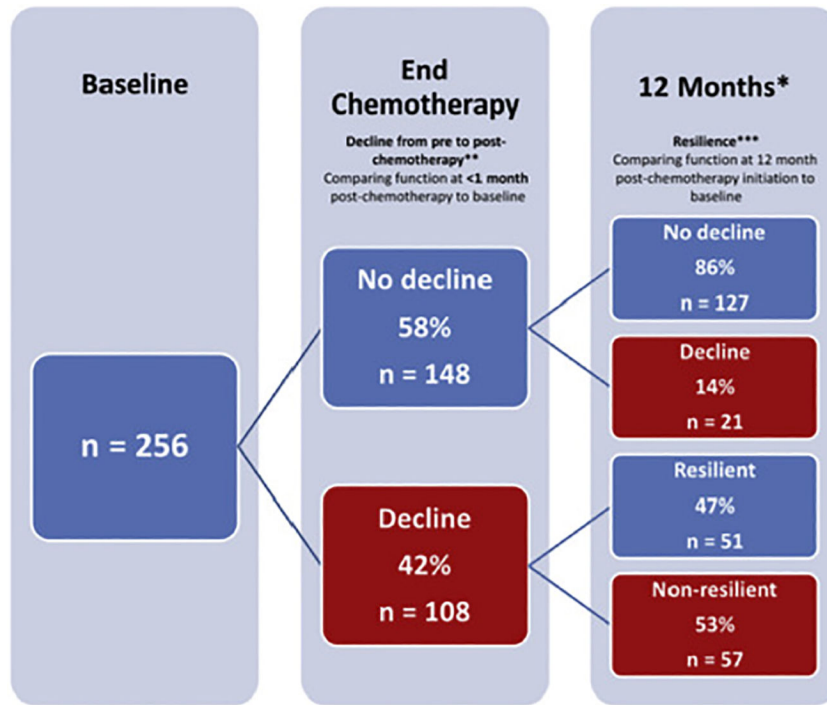 Baseline
n = 256
End
Chemotherapy
Decline from pre to post-
chemotherapy**
Comparing function at <1 month
post-chemotherapy to baseline
No decline
58%
n = 148
Decline
42%
n = 108
12 Months*
Resilience***
Comparing function at 12 month
post-chemotherapy initiation to
baseline
No decline
86%
n = 127
Decline
14%
n = 21
Resilient
47%
n = 51
Non-resilient
53%
n = 57